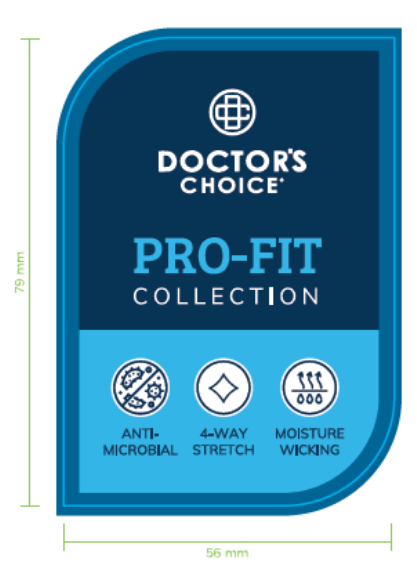 DOCTOR'S
CHOICE+
PRO-FIT
COLLECTION
ANTI-
MICROBIAL
4-WAY
STRETCH
MOISTURE
WICKING
79 mm
56 mm